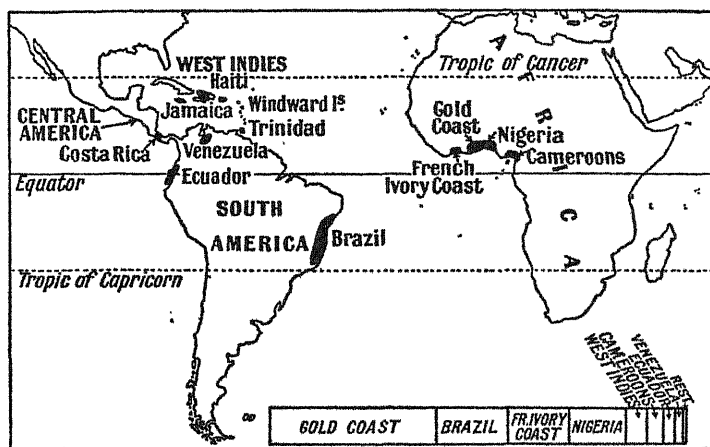 WEST INDIES
Haiti
Jamaica
Windward Is
Trinidad
CENTRAL
AMERICA
Costa Rica
Venezuela
Ecuador
Equator
SOUTH
AMERICA
Brazil
Tropic of Capricorn
Tropic of Cancer
AFRICA
Gold
Coast
Nigeria
Cameroons
French
Ivory Coast
WEST INDIES
CAMEROONS
ECUADOR
VENEZUELA
REST
GOLD COAST
BRAZIL
FR. IVORY
COAST
NIGERIA